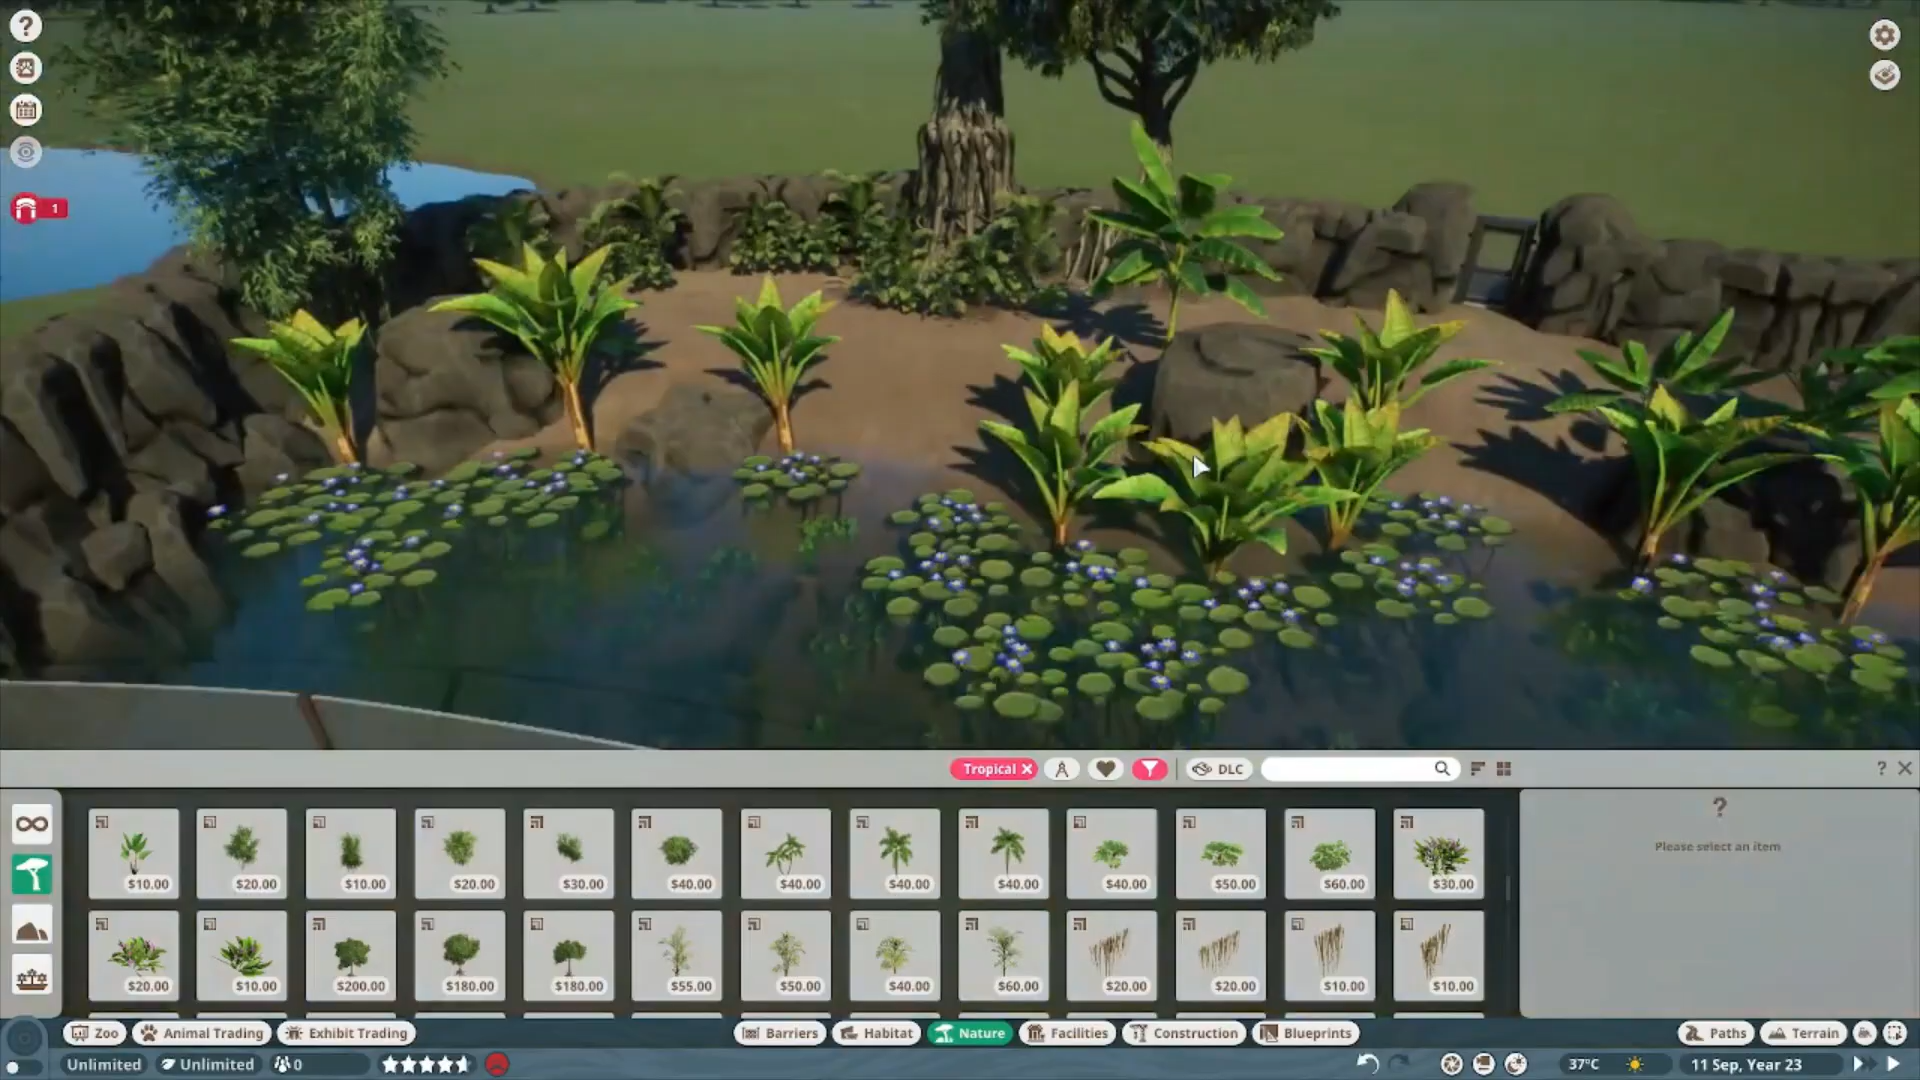 ?
1
Tropical ×
DLC
?
$10.00 $20.00 $10.00 $20.00 $30.00 $40.00 $40.00 $40.00 $40.00 $40.00 $50.00 $60.00 $30.00
?
Please select an item
$20.00 $10.00 $200.00 $180.00 $180.00 $55.00 $50.00 $40.00 $60.00 $20.00 $20.00 $10.00 $10.00
Zoo Animal Trading Exhibit Trading Barriers Habitat Nature Facilities Construction Blueprints Paths Terrain
Unlimited Unlimited 0 37°C 11 Sep, Year 23